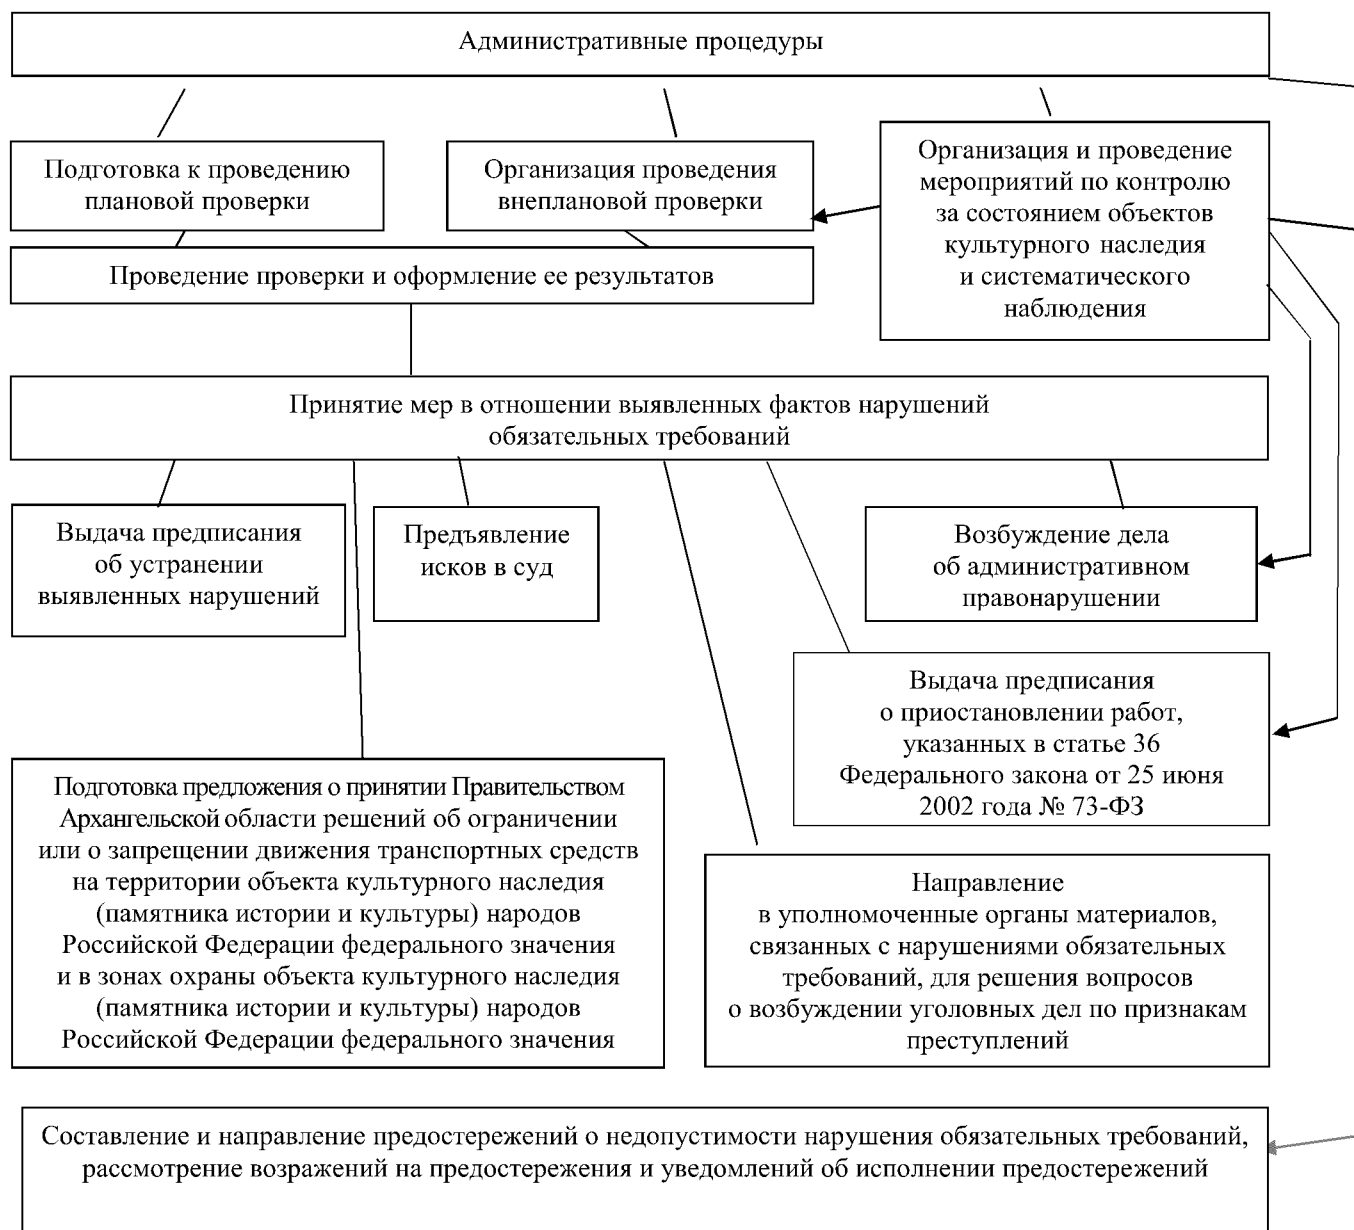 Административные процедуры
Подготовка к проведению
плановой проверки
Организация проведения
внеплановой проверки
Организация и проведение
мероприятий по контролю
за состоянием объектов
культурного наследия
и систематического
наблюдения
Проведение проверки и оформление ее результатов
Принятие мер в отношении выявленных фактов нарушений
обязательных требований
Выдача предписания
об устранении
выявленных нарушений
Предъявление
исков в суд
Возбуждение дела
об административном
правонарушении
Выдача предписания
о приостановлении работ,
указанных в статье 36
Федерального закона от 25 июня
2002 года № 73-ФЗ
Подготовка предложения о принятии Правительством
Архангельской области решений об ограничении
или о запрещении движения транспортных средств
на территории объекта культурного наследия
(памятника истории и культуры) народов
Российской Федерации федерального значения
и в зонах охраны объекта культурного наследия
(памятника истории и культуры) народов
Российской Федерации федерального значения
Направление
в уполномоченные органы материалов,
связанных с нарушениями обязательных
требований, для решения вопросов
о возбуждении уголовных дел по признакам
преступлений
Составление и направление предостережений о недопустимости нарушения обязательных требований,
рассмотрение возражений на предостережения и уведомлений об исполнении предостережений